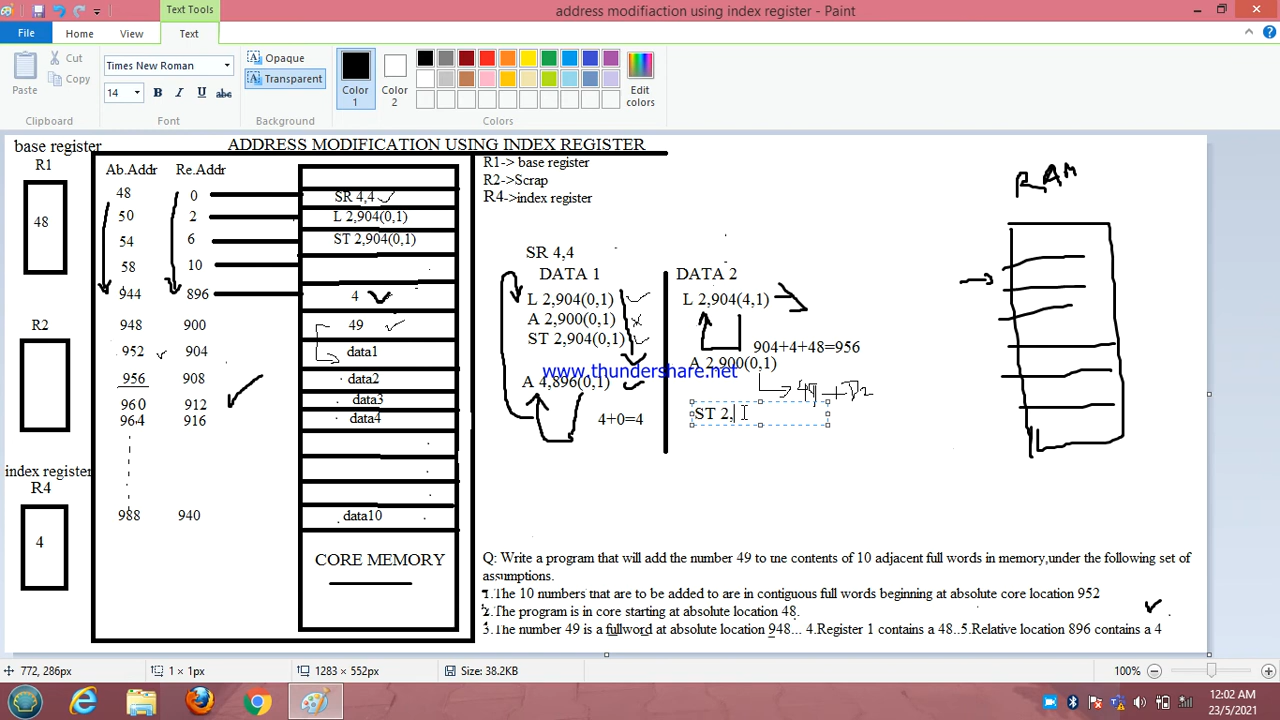 Text Tools
address modifiaction using index register - Paint
File
Home
View
Text
Cut
Copy
Paste
Clipboard
Times New Roman
14
B I U abc
Font
Opaque
Transparent
Background
Color 1
Color 2
Edit colors
Colors
base register
R1
48
R2
index register
R4
4
ADDRESS MODIFICATION USING INDEX REGISTER
Ab.Addr Re.Addr
48 0 SR 4,4
50 2 L 2,904(0,1)
54 6 ST 2,904(0,1)
58 10
944 896 4
948 900 49
952 904 data1
956 908 data2
960 912 data3
964 916 data4
988 940 data10
CORE MEMORY
R1-> base register
R2->Scrap
R4->index register
SR 4,4
DATA 1
L 2,904(0,1)
A 2,900(0,1)
ST 2,904(0,1)
A 4,896(0,1)
4+0=4
DATA 2
L 2,904(4,1)
904+4+48=956
A 2,900(0,1)
49+R2
ST 2,
www.thundershare.net
RAM
Q: Write a program that will add the number 49 to the contents of 10 adjacent full words in memory,under the following set of
assumptions.
1.The 10 numbers that are to be added to are in contiguous full words beginning at absolute core location 952
2.The program is in core starting at absolute location 48.
3.The number 49 is a fullword at absolute location 948... 4.Register 1 contains a 48..5.Relative location 896 contains a 4
772, 286px
1 × 1px
1283 × 552px
Size: 38.2KB
100%
12:02 AM
23/5/2021